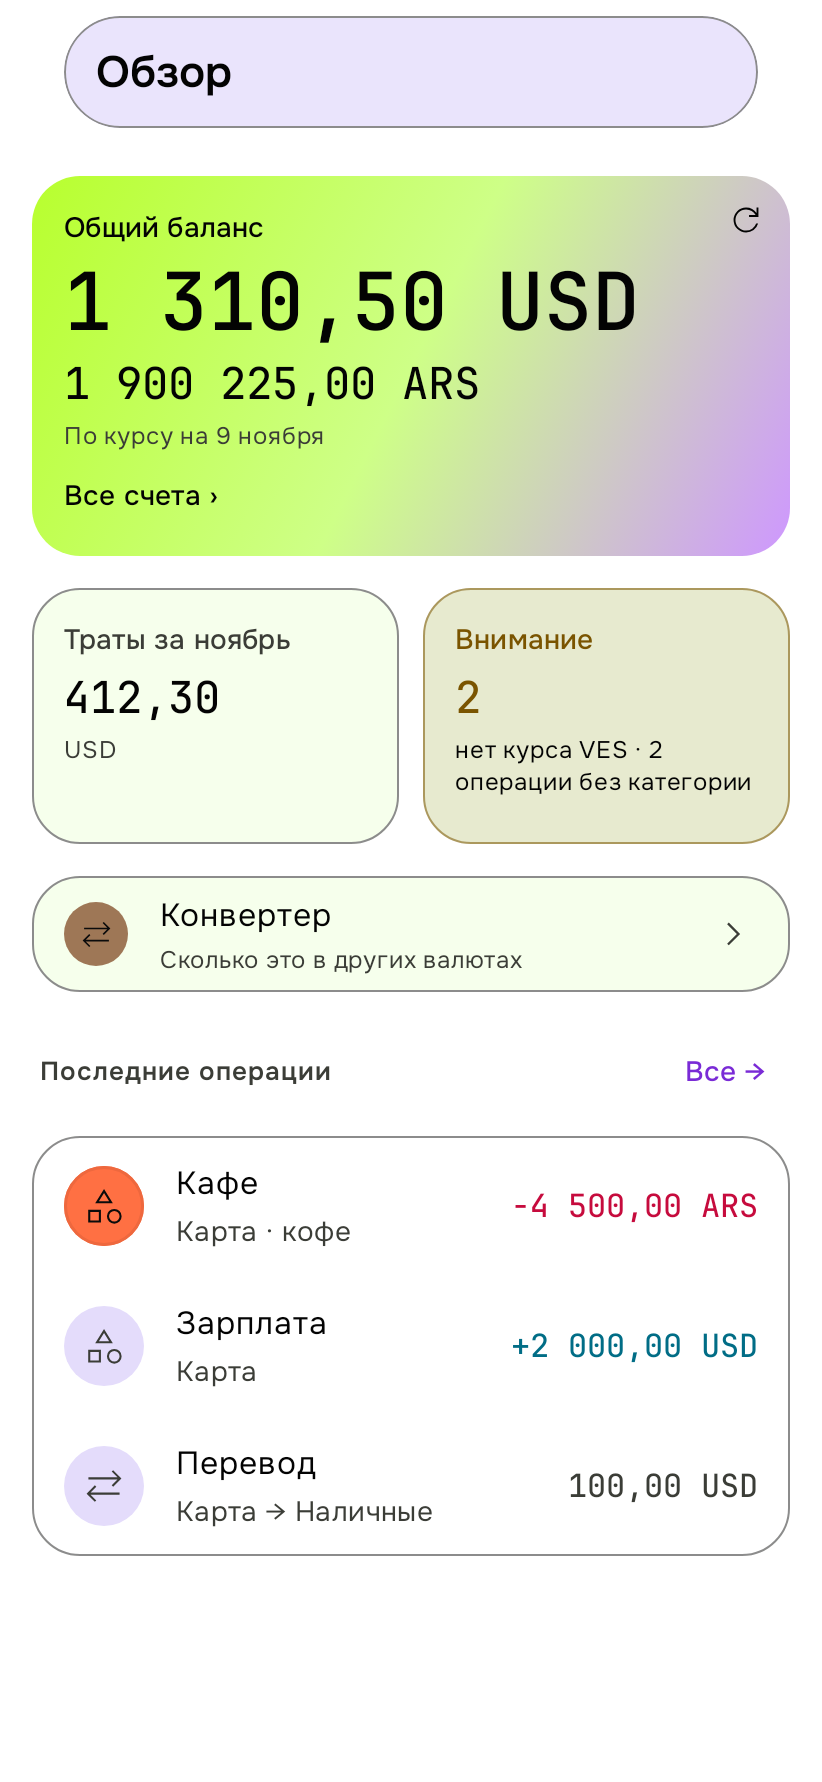 Обзор
Общий баланс
1 310,50 USD
1 900 225,00 ARS
По курсу на 9 ноября
Все счета ›
Траты за ноябрь
412,30
USD
Внимание
2
нет курса VES · 2
операции без категории
Конвертер
Сколько это в других валютах
Последние операции
Все →
Кафе
Карта · кофе
-4 500,00 ARS
Зарплата
Карта
+2 000,00 USD
Перевод
Карта → Наличные
100,00 USD